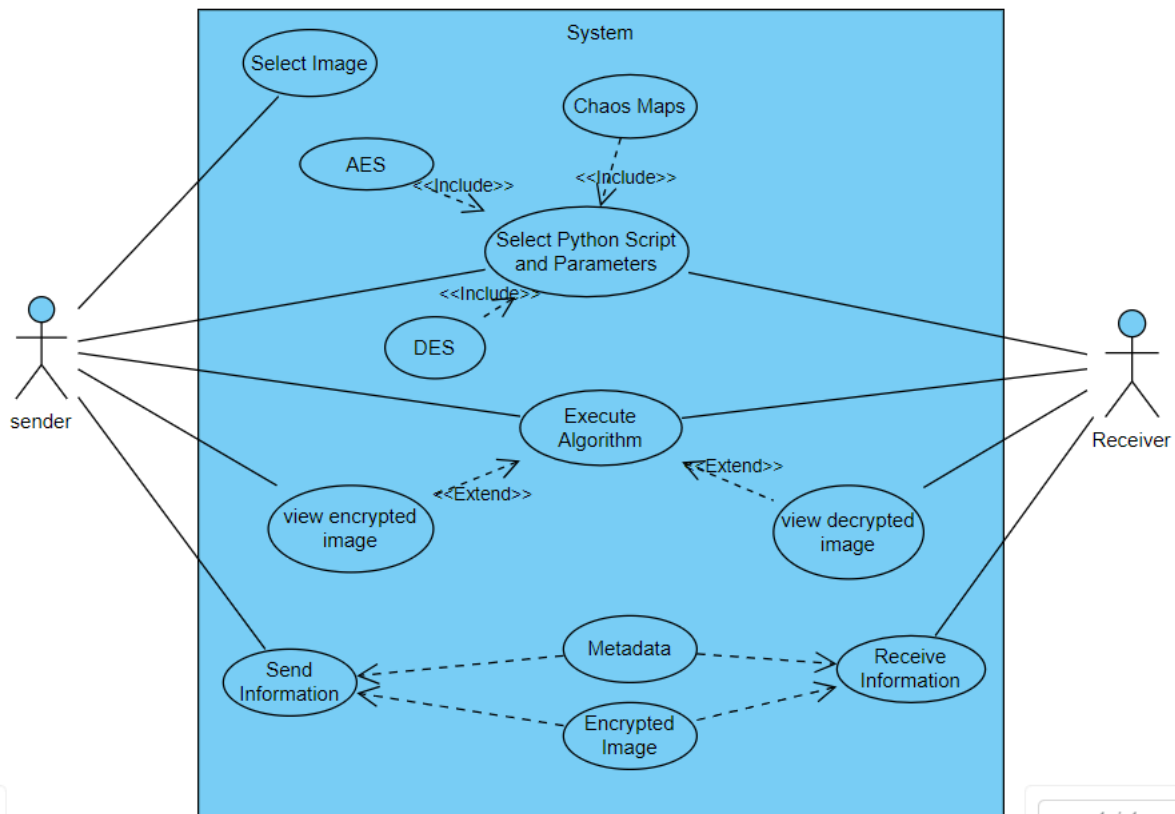 System
Select Image
Chaos Maps
AES
<<Include>>
<<Include>>
Select Python Script
and Parameters
<<Include>>
DES
sender
Execute
Algorithm
Receiver
<<Extend>>
<<Extend>>
view encrypted
image
view decrypted
image
Metadata
Send
Information
Receive
Information
Encrypted
Image